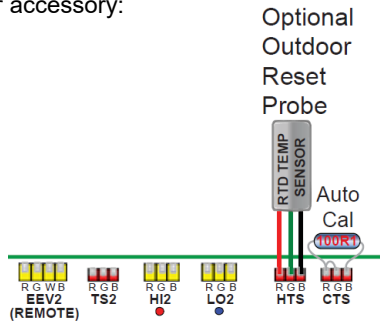 r accessory:
Optional
Outdoor
Reset
Probe
RTD TEMP
SENSOR
Auto
Cal
100R1
R G W B
R G B
R G B
R G B
R G B
R G B
EEV2
(REMOTE)
TS2
HI2
LO2
HTS
CTS